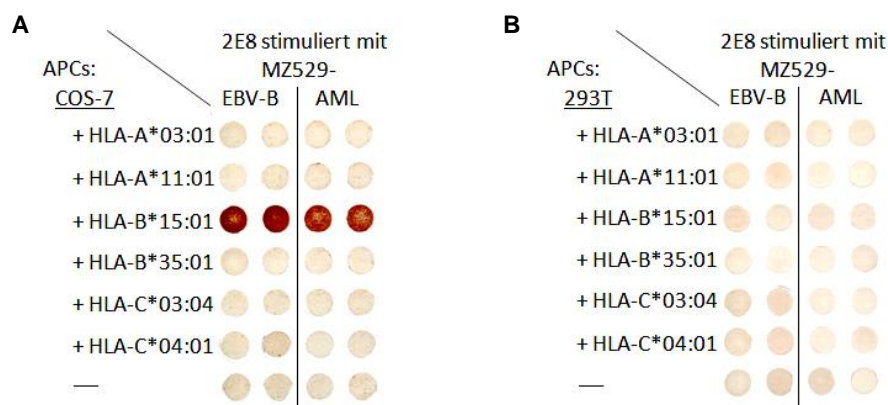 A
2E8 stimuliert mit
MZ529-
APCs:
COS-7
EBV-B
AML
+ HLA-A*03:01
+ HLA-A*11:01
+ HLA-B*15:01
+ HLA-B*35:01
+ HLA-C*03:04
+ HLA-C*04:01
—
B
2E8 stimuliert mit
MZ529-
APCs:
293T
EBV-B
AML
+ HLA-A*03:01
+ HLA-A*11:01
+ HLA-B*15:01
+ HLA-B*35:01
+ HLA-C*03:04
+ HLA-C*04:01
—